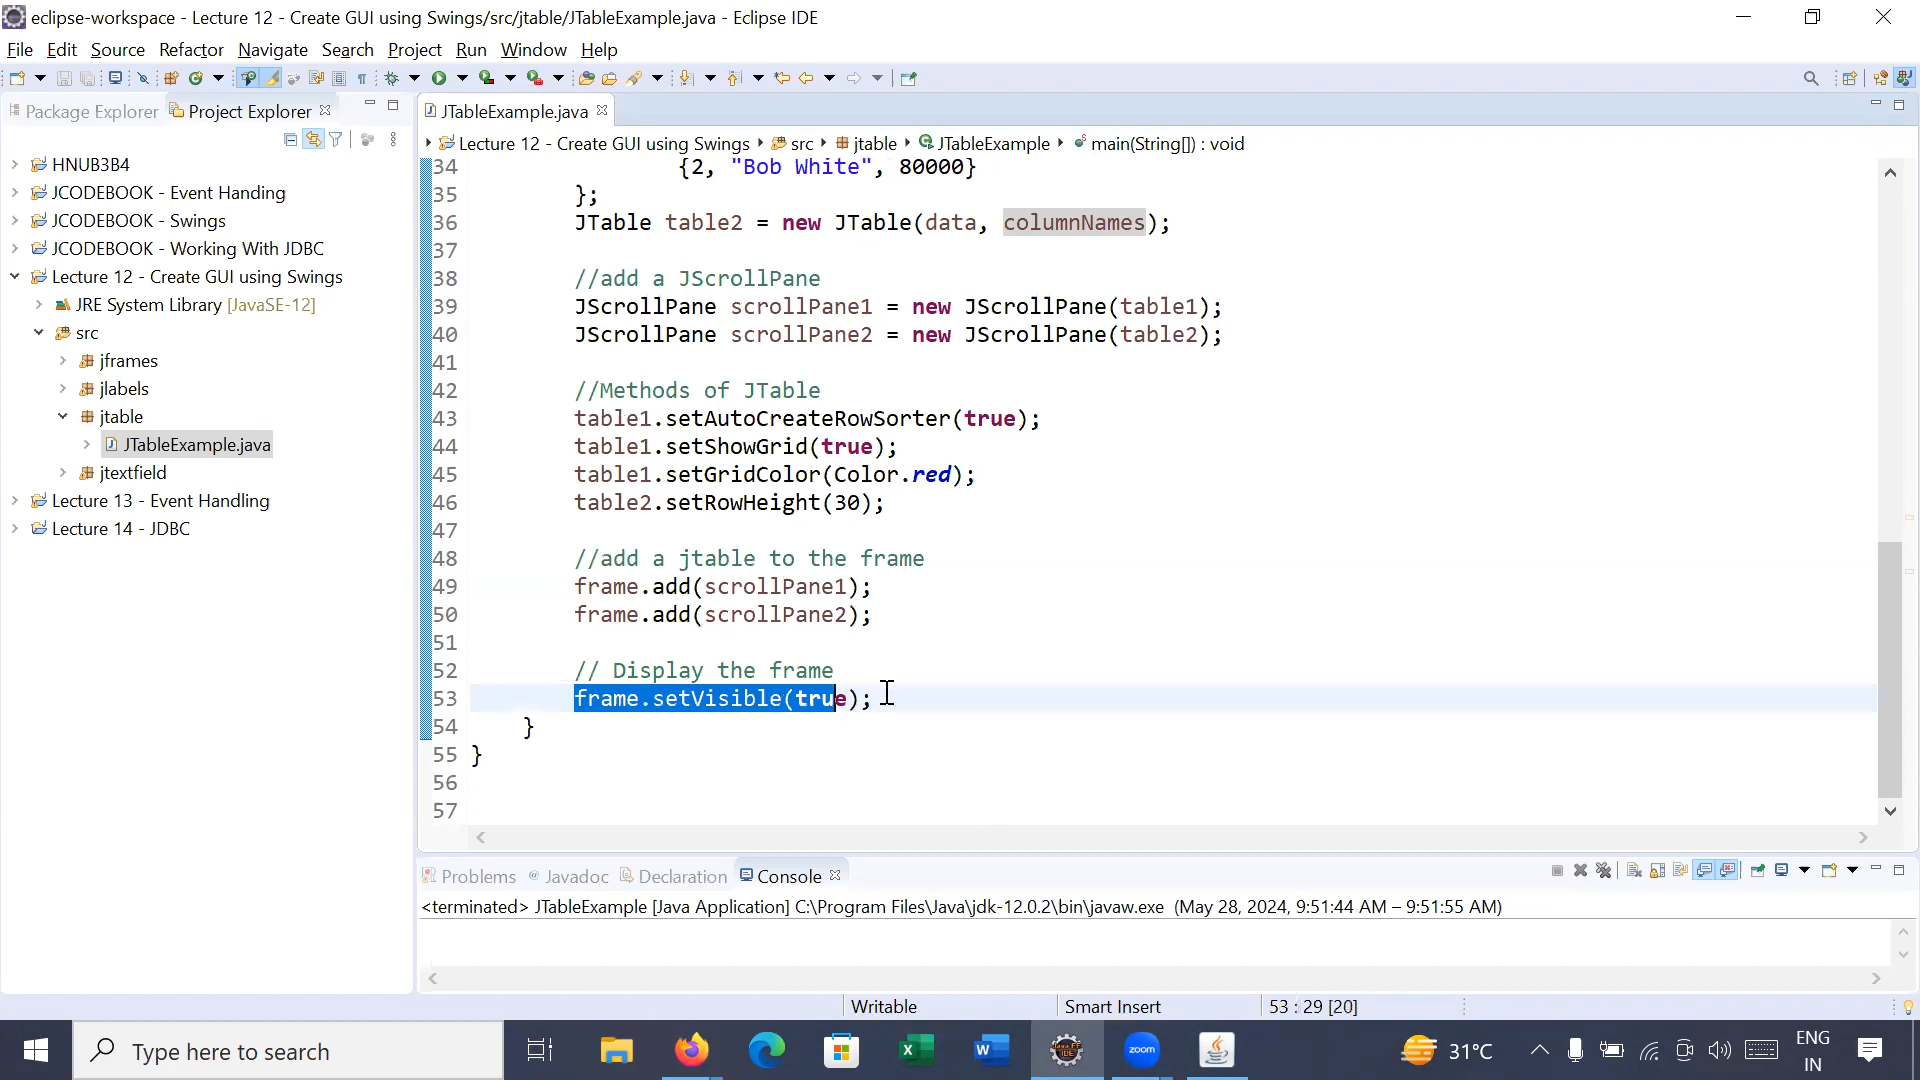 eclipse-workspace - Lecture 12 - Create GUI using Swings/src/jtable/JTableExample.java - Eclipse IDE
File Edit Source Refactor Navigate Search Project Run Window Help
Package Explorer Project Explorer
HNUB3B4
JCODEBOOK - Event Handing
JCODEBOOK - Swings
JCODEBOOK - Working With JDBC
Lecture 12 - Create GUI using Swings
JRE System Library [JavaSE-12]
src
jframes
jlabels
jtable
JTableExample.java
jtextfield
Lecture 13 - Event Handling
Lecture 14 - JDBC
JTableExample.java
Lecture 12 - Create GUI using Swings src jtable JTableExample main(String[]) : void
34 {2, "Bob White", 80000}
35 };
36 JTable table2 = new JTable(data, columnNames);
37
38 //add a JScrollPane
39 JScrollPane scrollPane1 = new JScrollPane(table1);
40 JScrollPane scrollPane2 = new JScrollPane(table2);
41
42 //Methods of JTable
43 table1.setAutoCreateRowSorter(true);
44 table1.setShowGrid(true);
45 table1.setGridColor(Color.red);
46 table2.setRowHeight(30);
47
48 //add a jtable to the frame
49 frame.add(scrollPane1);
50 frame.add(scrollPane2);
51
52 // Display the frame
53 frame.setVisible(true);
54 }
55 }
56
57
Problems Javadoc Declaration Console
<terminated> JTableExample [Java Application] C:\Program Files\Java\jdk-12.0.2\bin\javaw.exe (May 28, 2024, 9:51:44 AM – 9:51:55 AM)
Writable Smart Insert 53 : 29 [20]
Type here to search
zoom
31°C
ENG
IN